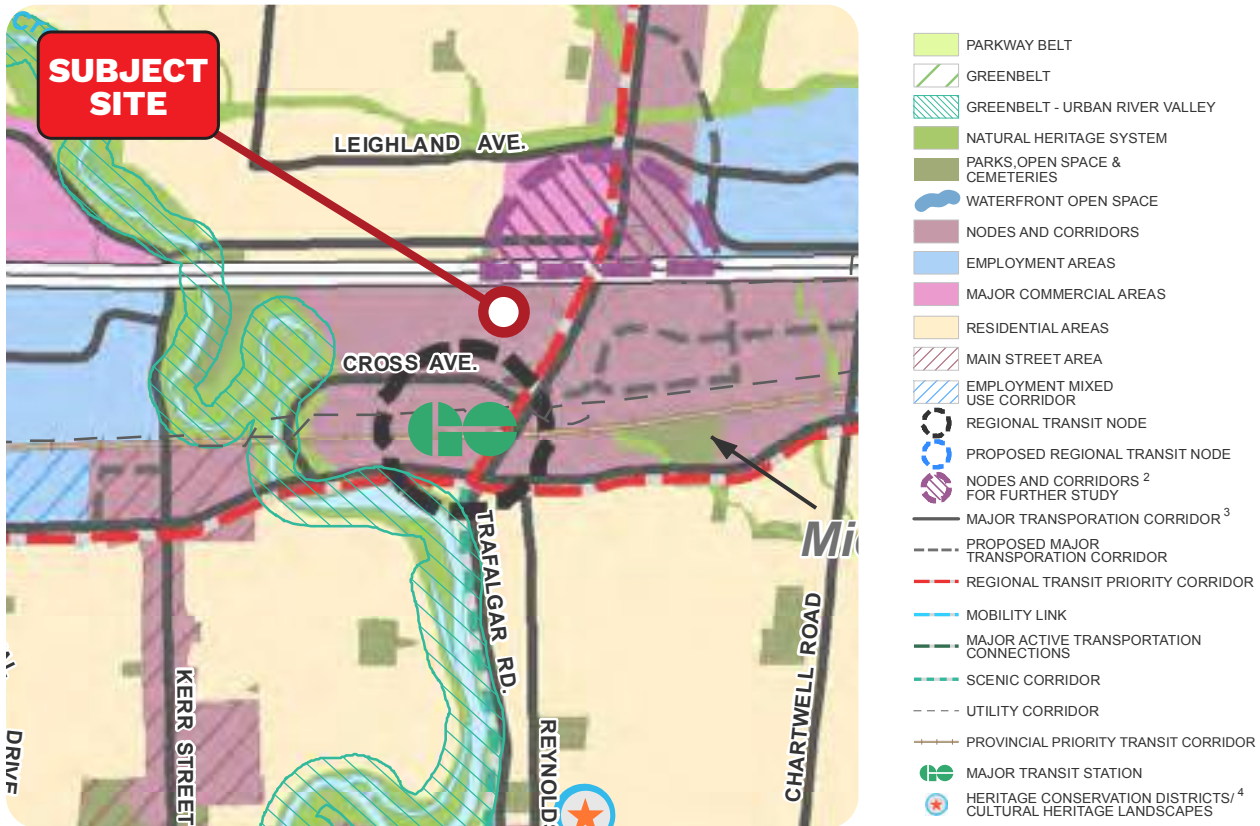 SUBJECT
SITE
LEIGHLAND AVE.
CROSS AVE.
TRAFALGAR RD.
CHARTWELL ROAD
KERR STREET
REYNOLDS
DRIVE
PARKWAY BELT
GREENBELT
GREENBELT - URBAN RIVER VALLEY
NATURAL HERITAGE SYSTEM
PARKS,OPEN SPACE &
CEMETERIES
WATERFRONT OPEN SPACE
NODES AND CORRIDORS
EMPLOYMENT AREAS
MAJOR COMMERCIAL AREAS
RESIDENTIAL AREAS
MAIN STREET AREA
EMPLOYMENT MIXED
USE CORRIDOR
REGIONAL TRANSIT NODE
PROPOSED REGIONAL TRANSIT NODE
NODES AND CORRIDORS 2
FOR FURTHER STUDY
MAJOR TRANSPORATION CORRIDOR 3
PROPOSED MAJOR
TRANSPORATION CORRIDOR
REGIONAL TRANSIT PRIORITY CORRIDOR
MOBILITY LINK
MAJOR ACTIVE TRANSPORTATION
CONNECTIONS
SCENIC CORRIDOR
UTILITY CORRIDOR
PROVINCIAL PRIORITY TRANSIT CORRIDOR
MAJOR TRANSIT STATION
HERITAGE CONSERVATION DISTRICTS/ 4
CULTURAL HERITAGE LANDSCAPES